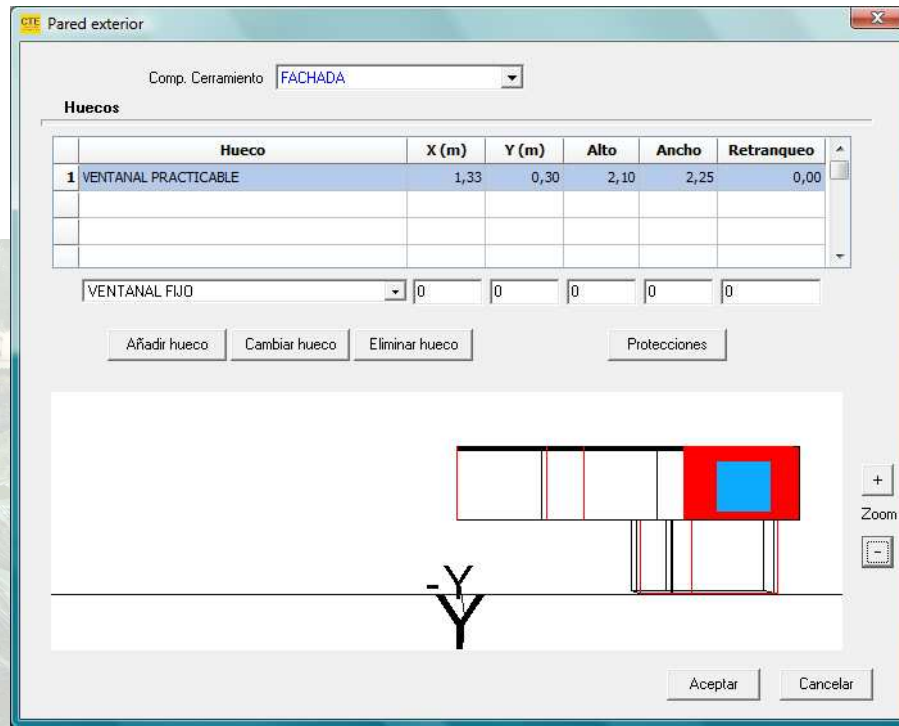 CTE Pared exterior X
Comp. Cerramiento FACHADA
Huecos
Hueco X (m) Y (m) Alto Ancho Retranqueo
1 VENTANAL PRACTICABLE 1,33 0,30 2,10 2,25 0,00
VENTANAL FIJO 0 0 0 0 0
Añadir hueco Cambiar hueco Eliminar hueco Protecciones
+
Zoom
-
-Y
Y
Aceptar Cancelar